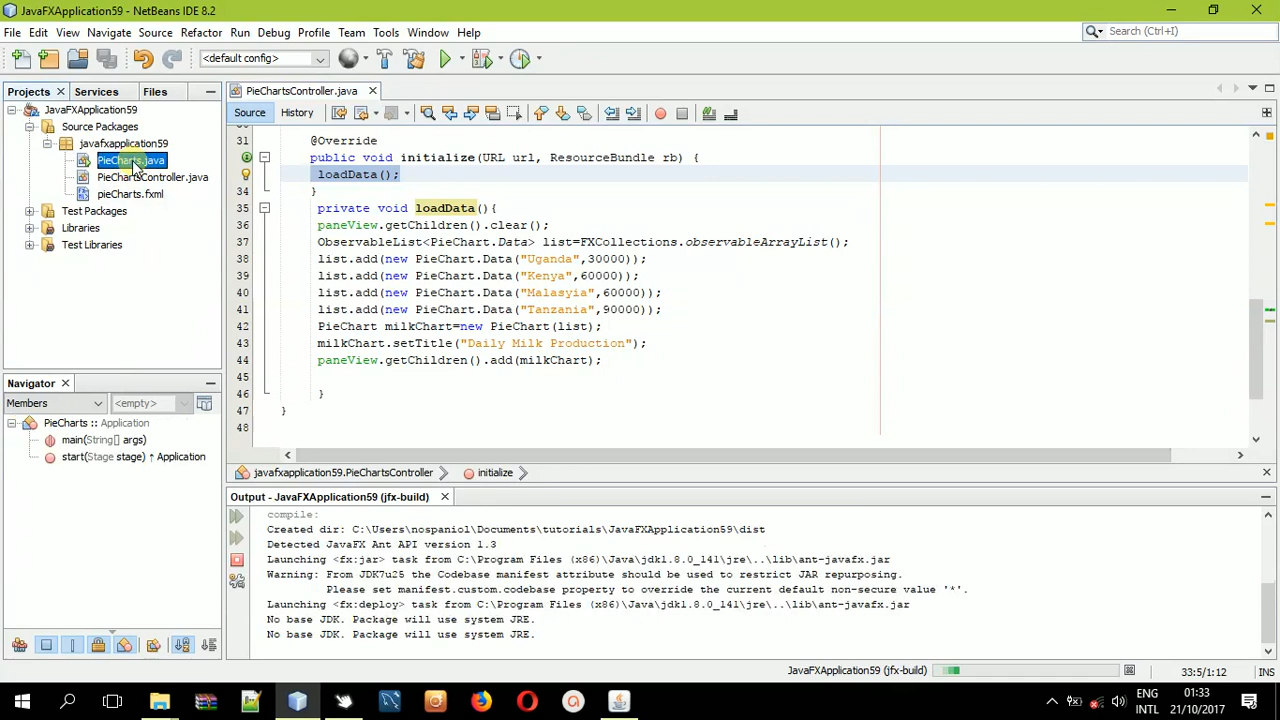 JavaFXApplication59 - NetBeans IDE 8.2
File Edit View Navigate Source Refactor Run Debug Profile Team Tools Window Help
Search (Ctrl+I)
<default config>
Projects Services Files
JavaFXApplication59
Source Packages
javafxapplication59
PieCharts.java
PieChartsController.java
pieCharts.fxml
Test Packages
Libraries
Test Libraries
Navigator
Members <empty>
PieCharts :: Application
main(String[] args)
start(Stage stage) ↑ Application
PieChartsController.java
Source History
31 @Override
public void initialize(URL url, ResourceBundle rb) {
loadData();
34 }
35 private void loadData(){
36 paneView.getChildren().clear();
37 ObservableList<PieChart.Data> list=FXCollections.observableArrayList();
38 list.add(new PieChart.Data("Uganda",30000));
39 list.add(new PieChart.Data("Kenya",60000));
40 list.add(new PieChart.Data("Malasyia",60000));
41 list.add(new PieChart.Data("Tanzania",90000));
42 PieChart milkChart=new PieChart(list);
43 milkChart.setTitle("Daily Milk Production");
44 paneView.getChildren().add(milkChart);
45
46 }
47 }
48
javafxapplication59.PieChartsController initialize
Output - JavaFXApplication59 (jfx-build)
compile:
Created dir: C:\Users\nospaniol\Documents\tutorials\JavaFXApplication59\dist
Detected JavaFX Ant API version 1.3
Launching <fx:jar> task from C:\Program Files (x86)\Java\jdk1.8.0_141\jre\..\lib\ant-javafx.jar
Warning: From JDK7u25 the Codebase manifest attribute should be used to restrict JAR repurposing.
Please set manifest.custom.codebase property to override the current default non-secure value '*'.
Launching <fx:deploy> task from C:\Program Files (x86)\Java\jdk1.8.0_141\jre\..\lib\ant-javafx.jar
No base JDK. Package will use system JRE.
No base JDK. Package will use system JRE.
JavaFXApplication59 (jfx-build) 33:5/1:12 INS
ENG 01:33
INTL 21/10/2017